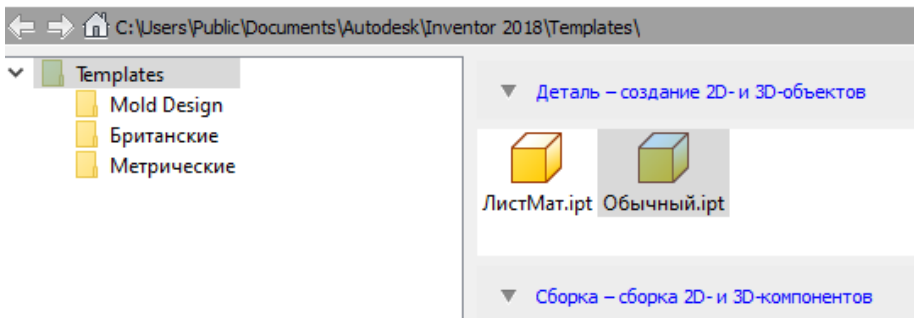 C:\Users\Public\Documents\Autodesk\Inventor 2018\Templates\
Templates
Mold Design
Британские
Метрические
Деталь – создание 2D- и 3D-объектов
ЛистМат.ipt Обычный.ipt
Сборка – сборка 2D- и 3D-компонентов